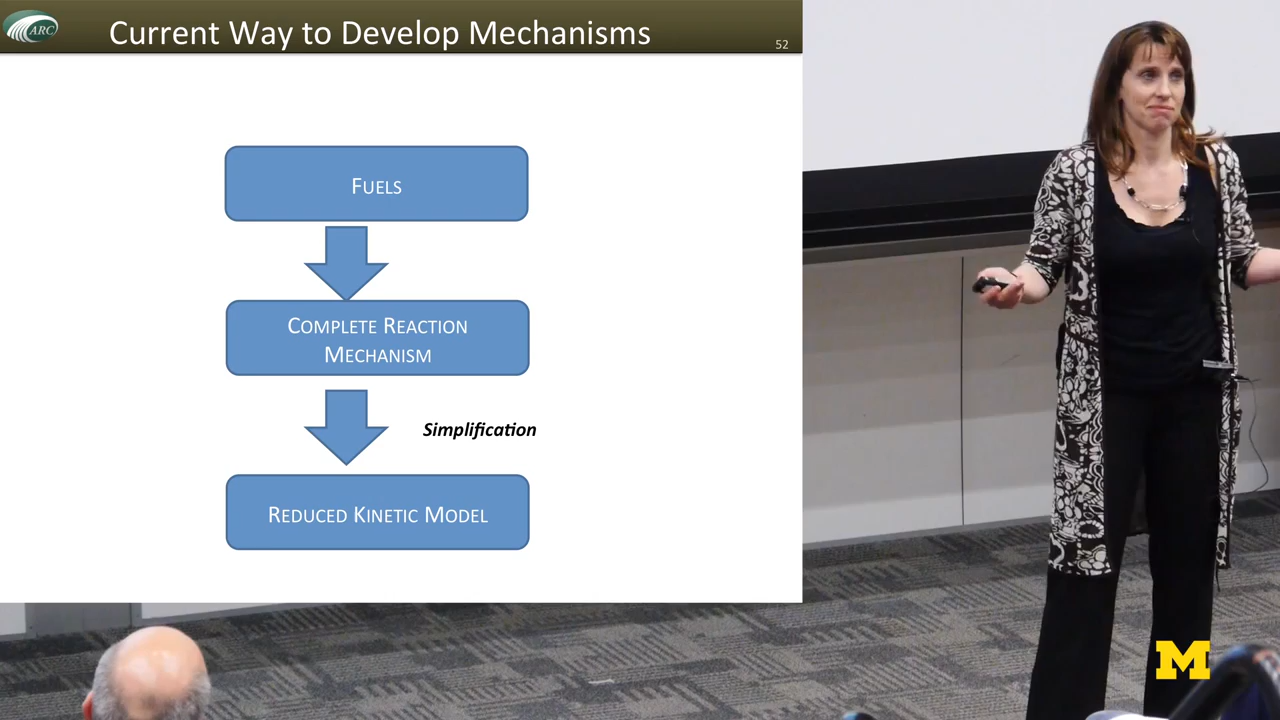 ARC
Current Way to Develop Mechanisms
52
FUELS
COMPLETE REACTION
MECHANISM
Simplification
REDUCED KINETIC MODEL
M